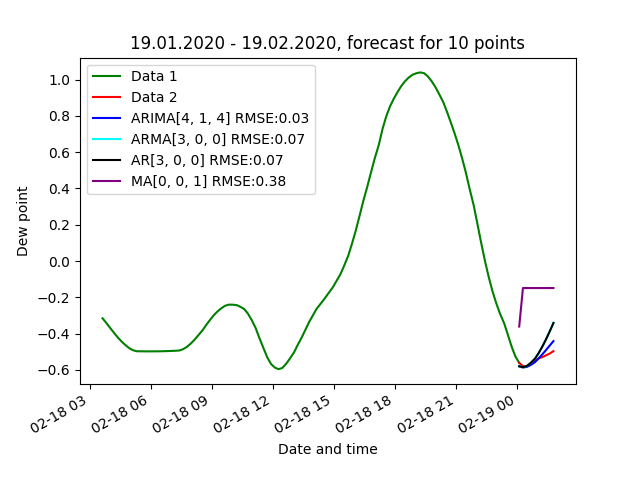 19.01.2020 - 19.02.2020, forecast for 10 points
Data 1
Data 2
ARIMA[4, 1, 4] RMSE:0.03
ARMA[3, 0, 0] RMSE:0.07
AR[3, 0, 0] RMSE:0.07
MA[0, 0, 1] RMSE:0.38
Dew point
1.0
0.8
0.6
0.4
0.2
0.0
−0.2
−0.4
−0.6
02-18 03
02-18 06
02-18 09
02-18 12
02-18 15
02-18 18
02-18 21
02-19 00
Date and time